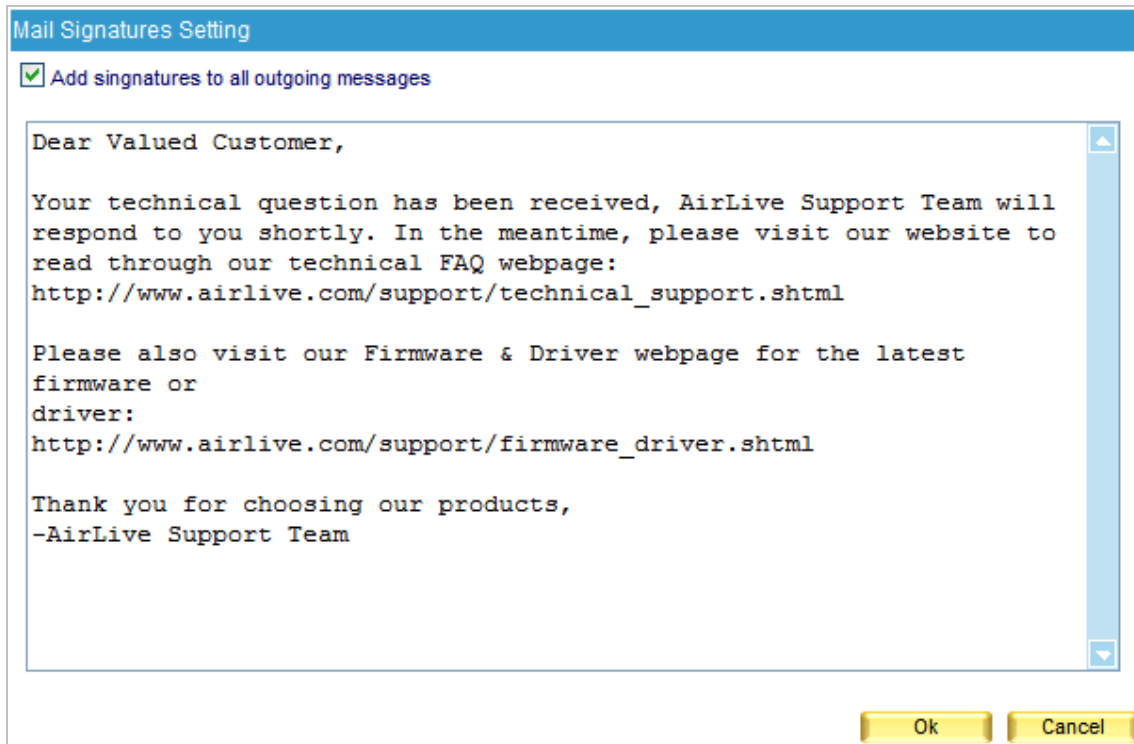 Mail Signatures Setting
Add singnatures to all outgoing messages
Dear Valued Customer,
Your technical question has been received, AirLive Support Team will
respond to you shortly. In the meantime, please visit our website to
read through our technical FAQ webpage:
http://www.airlive.com/support/technical_support.shtml
Please also visit our Firmware & Driver webpage for the latest
firmware or
driver:
http://www.airlive.com/support/firmware_driver.shtml
Thank you for choosing our products,
-AirLive Support Team
Ok
Cancel